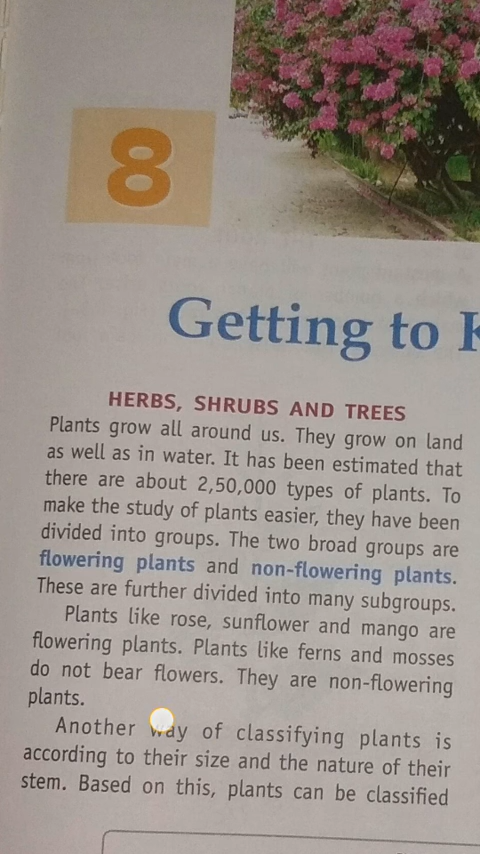 8
Getting to K
HERBS, SHRUBS AND TREES
Plants grow all around us. They grow on land
as well as in water. It has been estimated that
there are about 2,50,000 types of plants. To
make the study of plants easier, they have been
divided into groups. The two broad groups are
flowering plants and non-flowering plants.
These are further divided into many subgroups.
Plants like rose, sunflower and mango are
flowering plants. Plants like ferns and mosses
do not bear flowers. They are non-flowering
plants.
Another way of classifying plants is
according to their size and the nature of their
stem. Based on this, plants can be classified